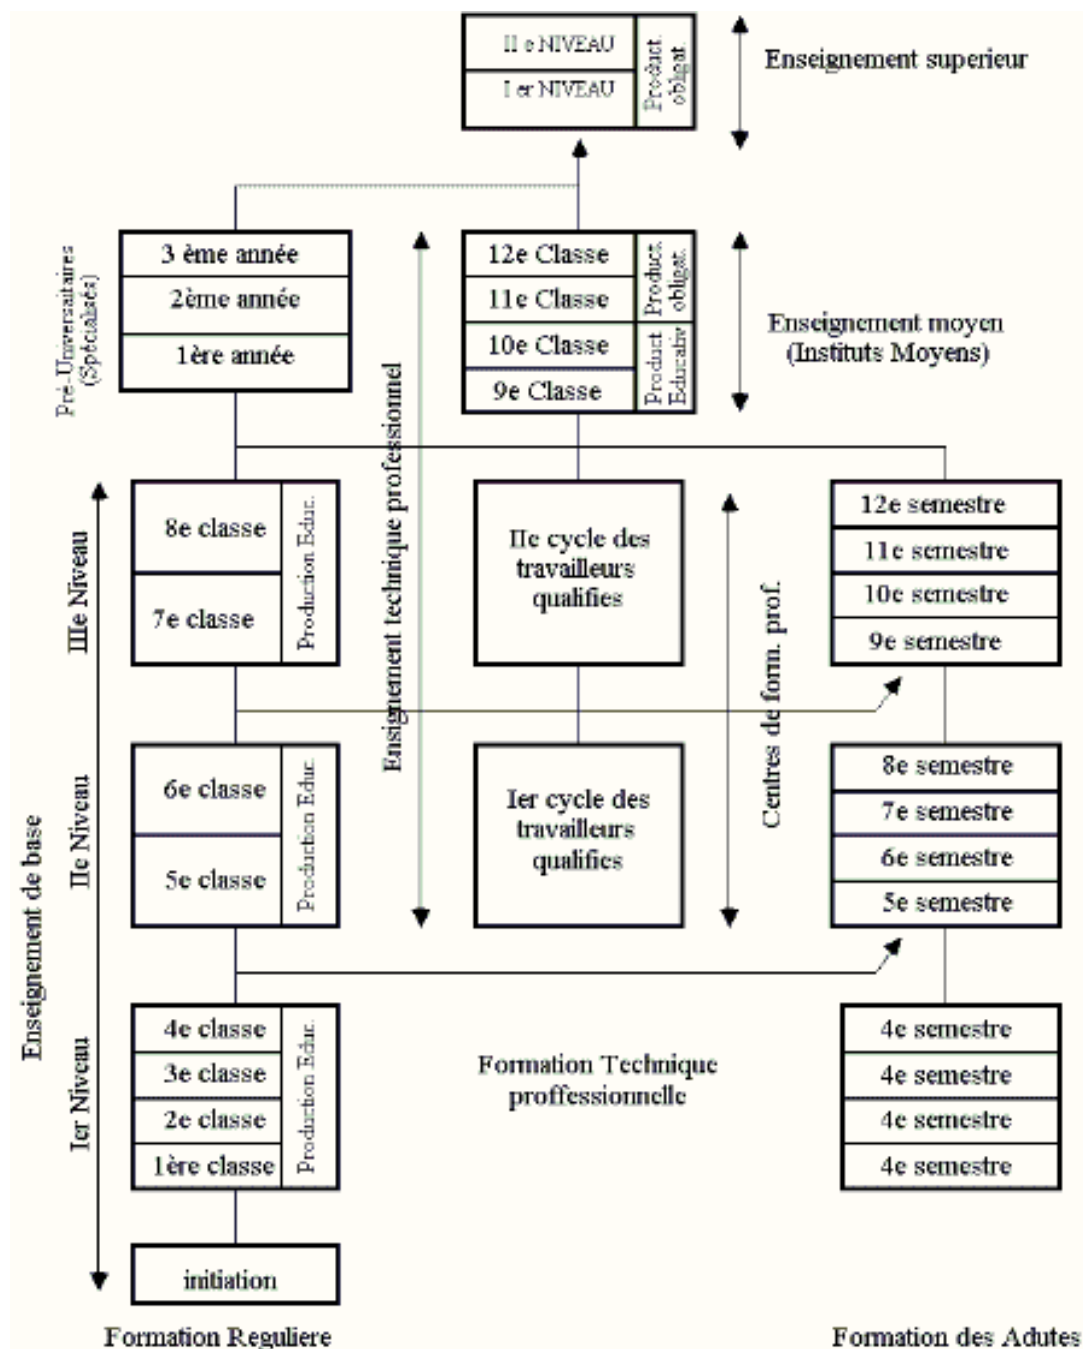 II e NIVEAU
I er NIVEAU
Product.
obligat.
Enseignement superieur
Pré-Universitaires
(Spécialisés)
3 ème année
2ème année
1ère année
12e Classe
11e Classe
10e Classe
9e Classe
Product.
obligat.
Product
Educativ
Enseignement moyen
(Instituts Moyens)
Ensignement technique professionnel
Enseignement de base
IIIe Niveau
8e classe
7e classe
Production Educ.
IIe cycle des
travailleurs
qualifies
Centres de form. prof.
12e semestre
11e semestre
10e semestre
9e semestre
IIe Niveau
6e classe
5e classe
Production Educ.
Ier cycle des
travailleurs
qualifies
8e semestre
7e semestre
6e semestre
5e semestre
Ier Niveau
4e classe
3e classe
2e classe
1ère classe
Production Educ.
Formation Technique
proffessionnelle
4e semestre
4e semestre
4e semestre
4e semestre
initiation
Formation Reguliere
Formation des Adutes